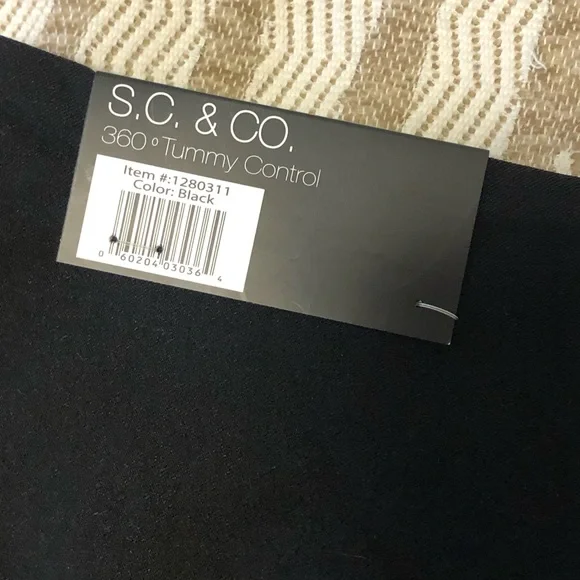 S.C. & CO.
360° Tummy Control
Item #:1280311
Color: Black
0 60204 03036 4